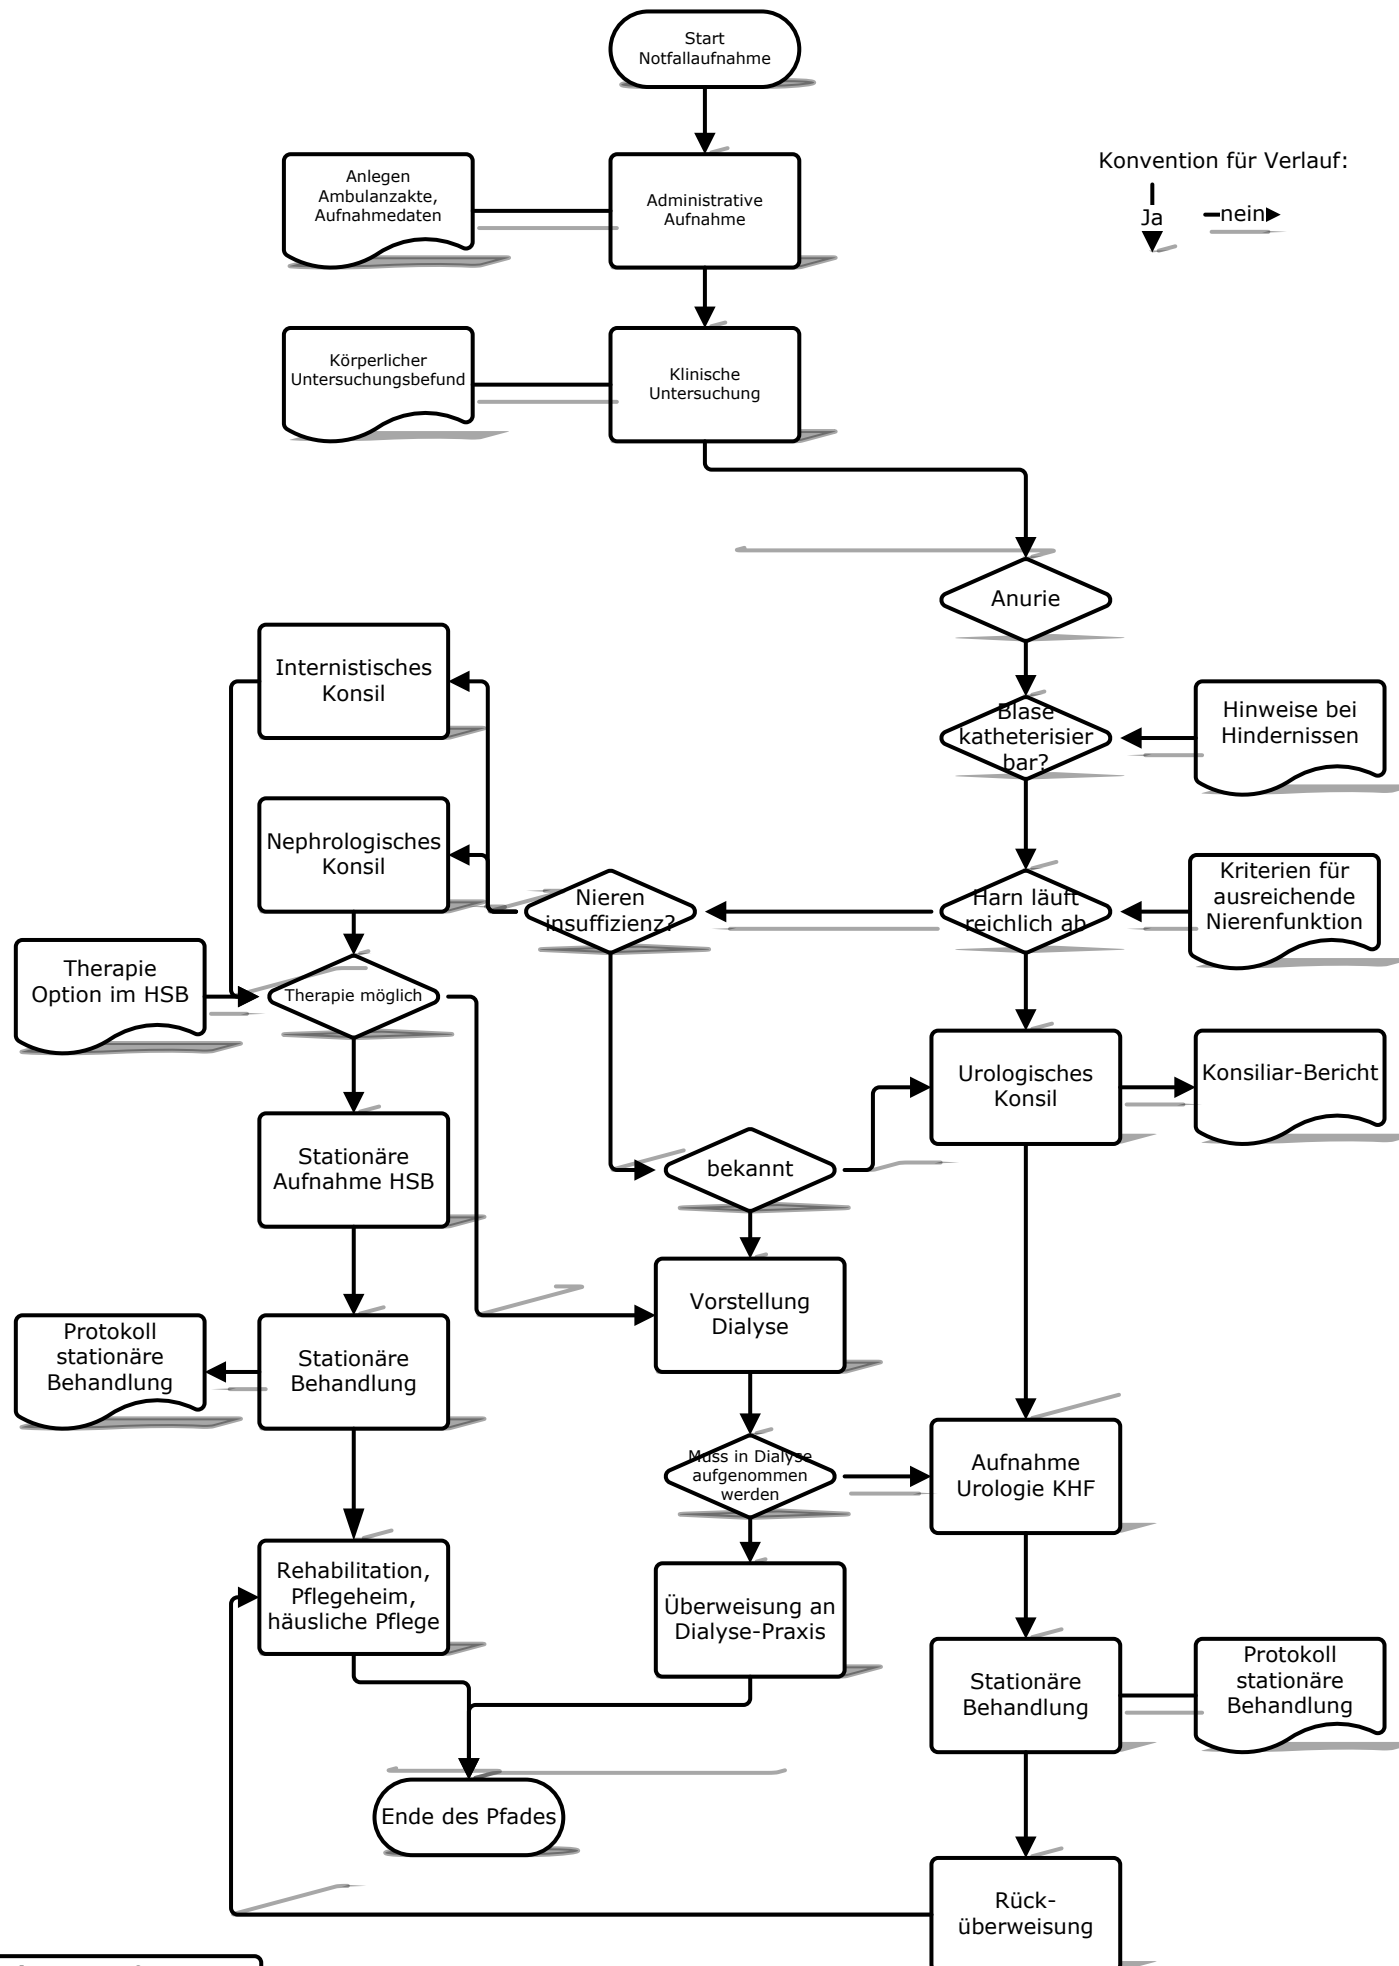 Start
Notfallaufnahme
Konvention für Verlauf:
Ja
nein
Anlegen
Ambulanzakte,
Aufnahmedaten
Administrative
Aufnahme
Körperlicher
Untersuchungsbefund
Klinische
Untersuchung
Anurie
Internistisches
Konsil
Blase
katheterisier
bar?
Hinweise bei
Hindernissen
Nephrologisches
Konsil
Nieren
insuffizienz?
Harn läuft
reichlich ab
Kriterien für
ausreichende
Nierenfunktion
Therapie
Option im HSB
Therapie möglich
Urologisches
Konsil
Konsiliar-Bericht
Stationäre
Aufnahme HSB
bekannt
Vorstellung
Dialyse
Protokoll
stationäre
Behandlung
Stationäre
Behandlung
Muss in Dialyse
aufgenommen
werden
Aufnahme
Urologie KHF
Rehabilitation,
Pflegeheim,
häusliche Pflege
Überweisung an
Dialyse-Praxis
Stationäre
Behandlung
Protokoll
stationäre
Behandlung
Ende des Pfades
Rück-
überweisung